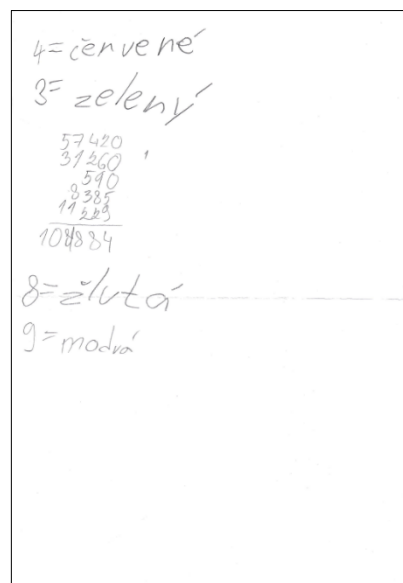 4=červené
3=zelený
57420
31260
590
8385
11229
108884
8=žlutá
9=modrá